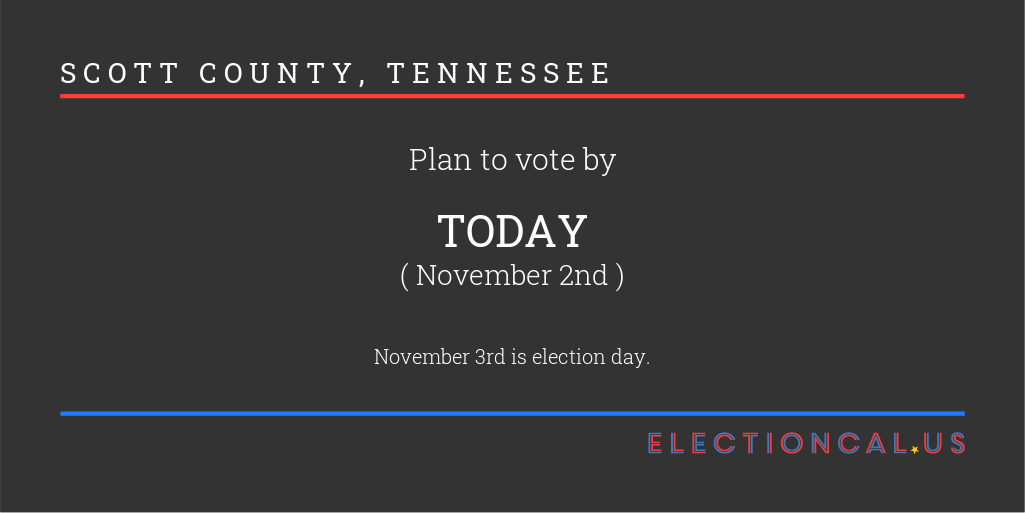 SCOTT COUNTY, TENNESSEE
Plan to vote by
TODAY
( November 2nd )
November 3rd is election day.
ELECTIONCAL.US